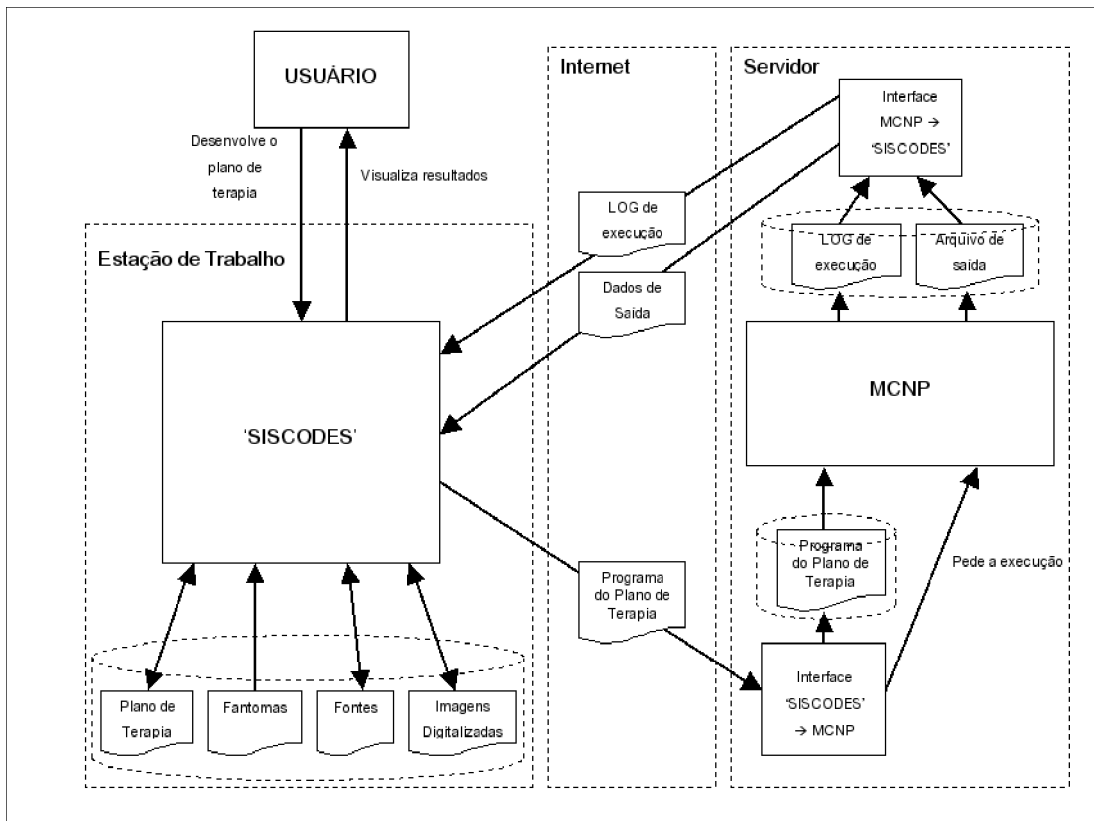 USUÁRIO
Desenvolve o
plano de
terapia
Visualiza resultados
Estação de Trabalho
'SISCODES'
Plano de
Terapia
Fantomas
Fontes
Imagens
Digitalizadas
Internet
LOG de
execução
Dados de
Saída
Programa
do Plano de
Terapia
Servidor
Interface
MCNP →
'SISCODES'
LOG de
execução
Arquivo de
saída
MCNP
Programa
do Plano de
Terapia
Pede a execução
Interface
'SISCODES'
→ MCNP